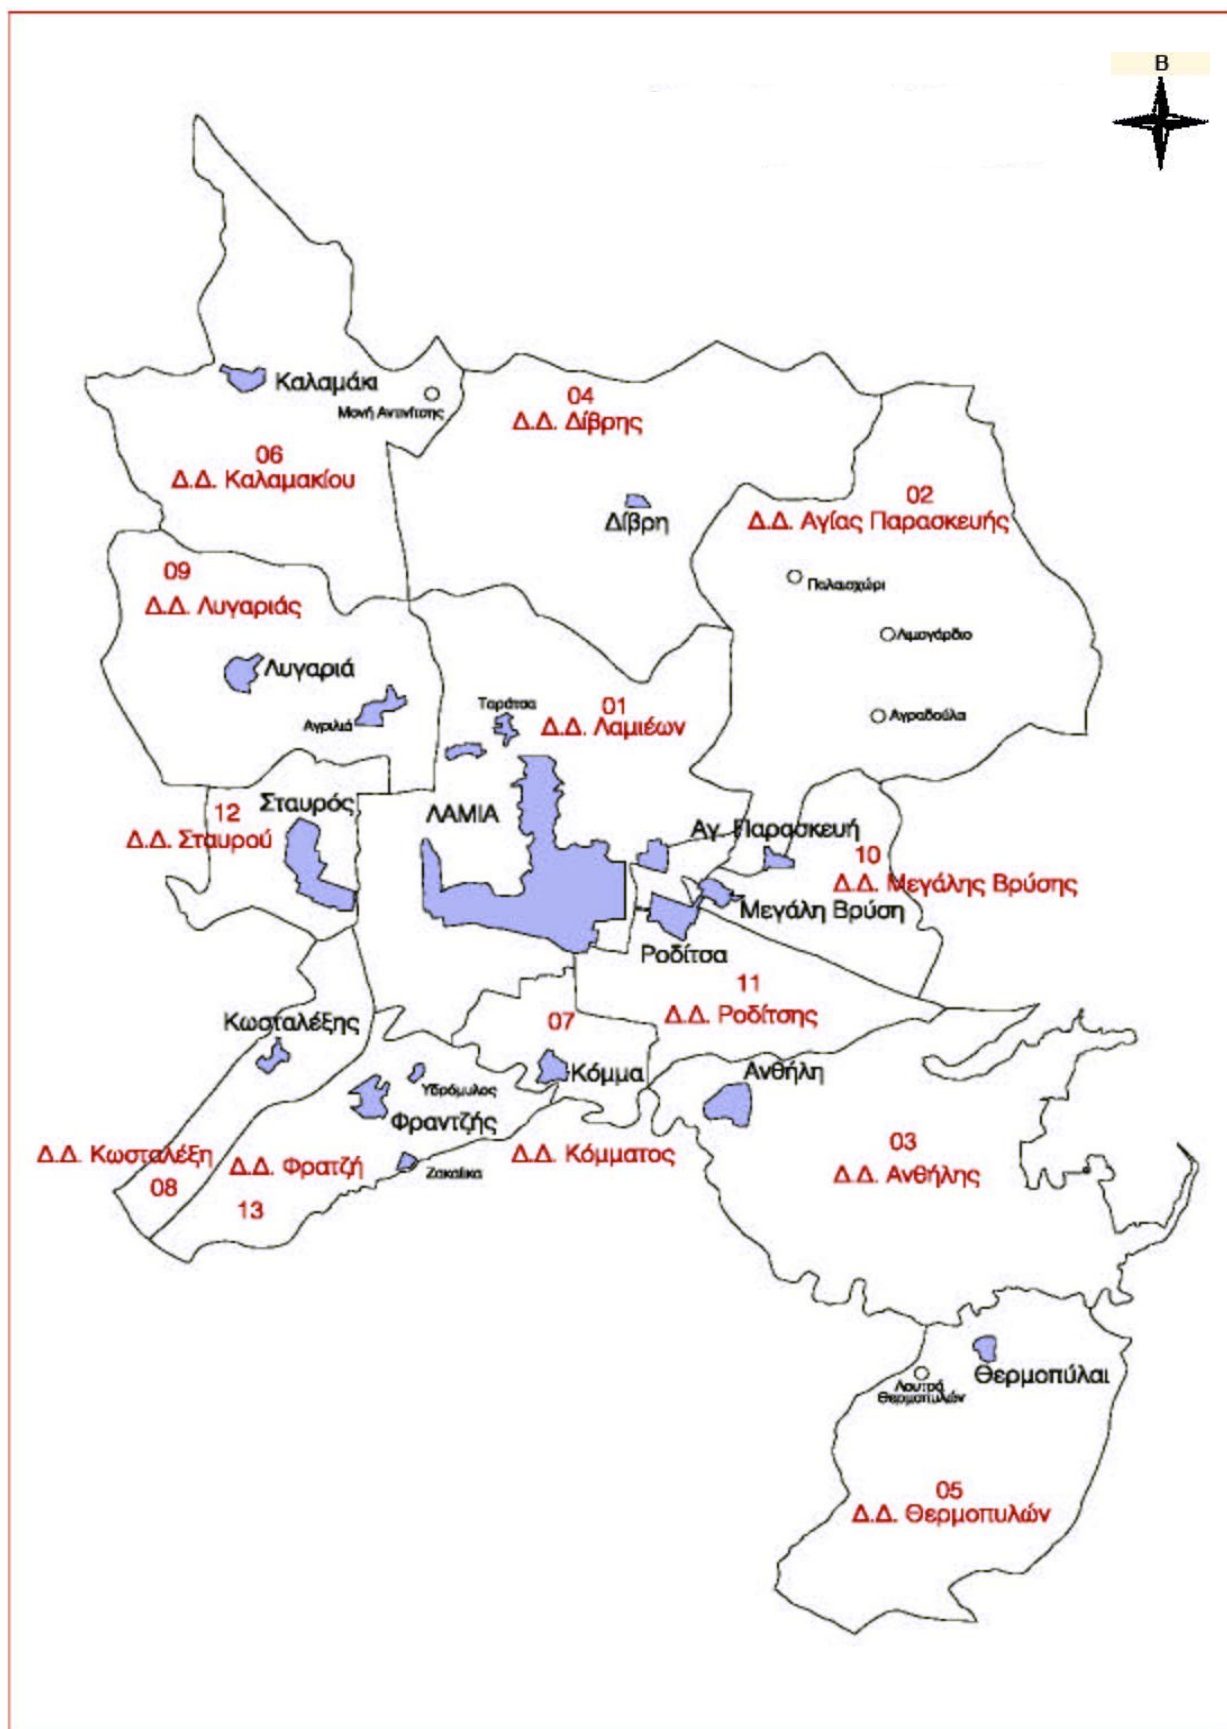 Β
Καλαμάκι
Μονή Αντινίτσης
04
Δ.Δ. Δίβρης
06
Δ.Δ. Καλαμακίου
02
Δ.Δ. Αγίας Παρασκευής
Δίβρη
09
Δ.Δ. Λυγαριάς
Παλαιοχώρι
Λιμογάρδιο
Λυγαριά
Αγριλιά
Ταράτσα
01
Δ.Δ. Λαμιέων
Αγραδούλα
12
Δ.Δ. Σταυρού
Σταυρός
ΛΑΜΙΑ
Αγ. Παρασκευή
10
Δ.Δ. Μεγάλης Βρύσης
Μεγάλη Βρύση
Ροδίτσα
11
Δ.Δ. Ροδίτσης
Κωσταλέξης
07
Κόμμα
Ανθήλη
Υδρόμυλος
Φραντζής
Δ.Δ. Κωσταλέξη
08
Δ.Δ. Φρατζή
13
Ζακαίικα
Δ.Δ. Κόμματος
03
Δ.Δ. Ανθήλης
Θερμοπύλαι
Λουτρά
Θερμοπυλών
05
Δ.Δ. Θερμοπυλών